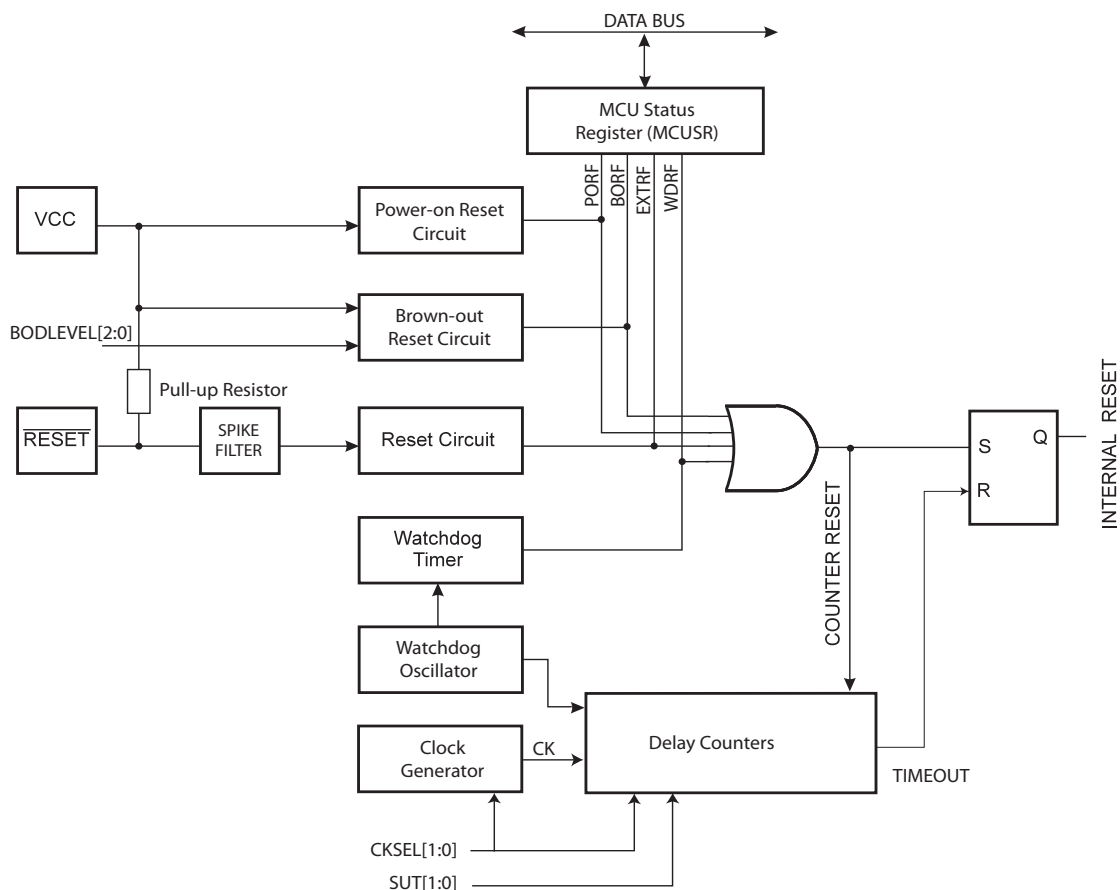 DATA BUS
MCU Status
Register (MCUSR)
PORF
BORF
EXTRF
WDRF
VCC
Power-on Reset
Circuit
BODLEVEL[2:0]
Brown-out
Reset Circuit
Pull-up Resistor
RESET
SPIKE
FILTER
Reset Circuit
S
Q
R
INTERNAL RESET
COUNTER RESET
Watchdog
Timer
Watchdog
Oscillator
Clock
Generator
CK
Delay Counters
TIMEOUT
CKSEL[1:0]
SUT[1:0]